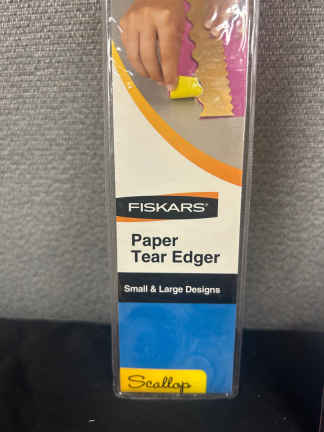 FISKARS®
Paper
Tear Edger
Small & Large Designs
Scallop